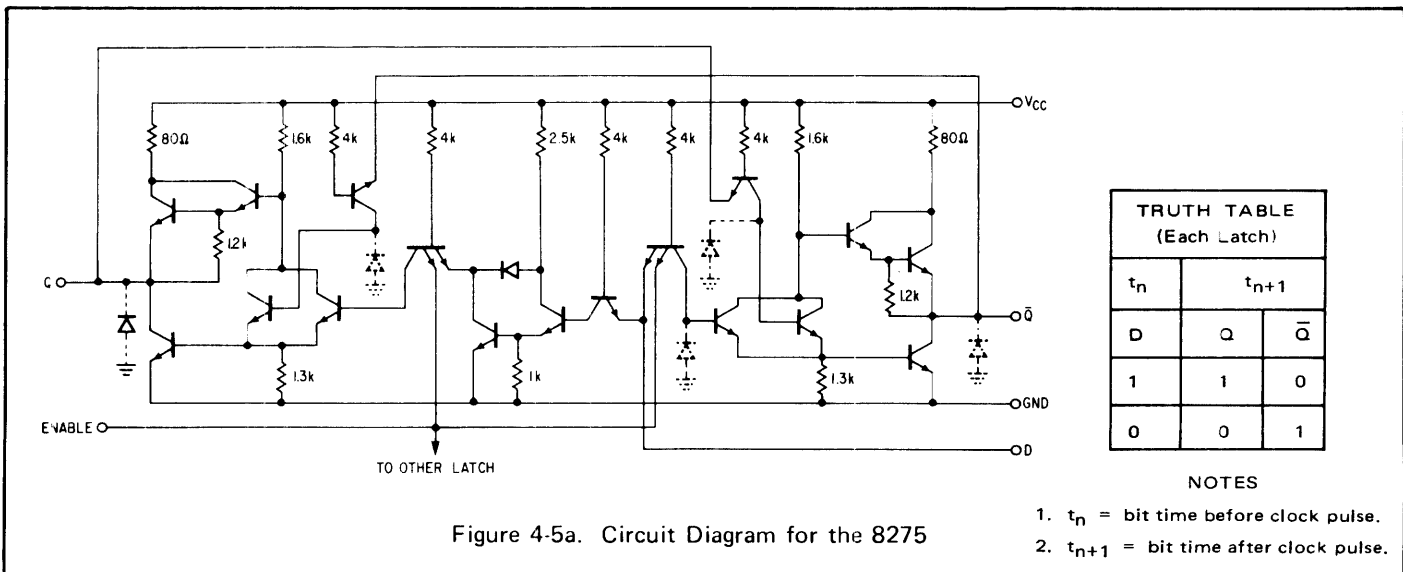 VCC
80Ω
1.6k
4k
4k
2.5k
4k
4k
4k
1.6k
80Ω
1.2k
1.2k
Q
Q̄
1.3k
1k
1.3k
GND
ENABLE
D
TO OTHER LATCH
Figure 4-5a. Circuit Diagram for the 8275
TRUTH TABLE
(Each Latch)
tn tn+1
D Q Q̄
1 1 0
0 0 1
NOTES
1. tn = bit time before clock pulse.
2. tn+1 = bit time after clock pulse.